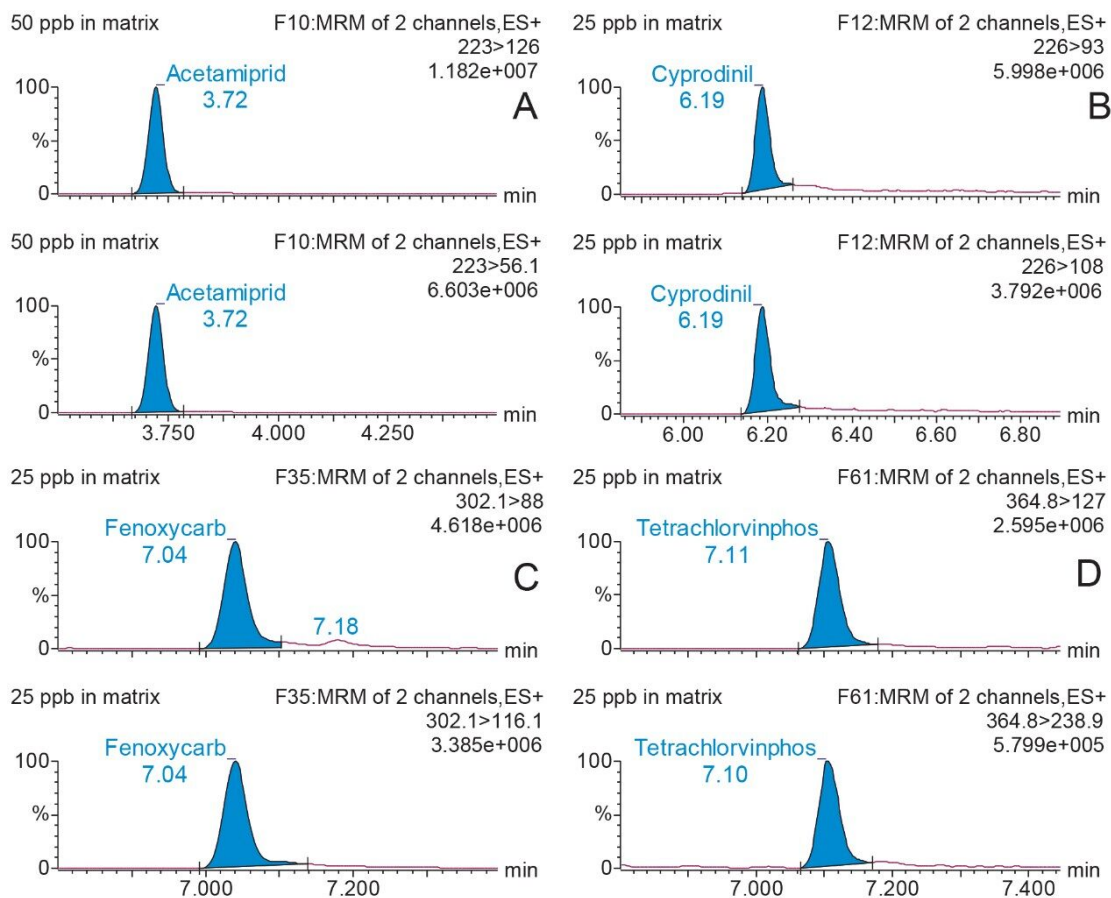 50 ppb in matrix
F10:MRM of 2 channels,ES+
223>126
1.182e+007
Acetamiprid
3.72
A
100
%
0
min
25 ppb in matrix
F12:MRM of 2 channels,ES+
226>93
5.998e+006
Cyprodinil
6.19
B
100
%
0
min
50 ppb in matrix
F10:MRM of 2 channels,ES+
223>56.1
6.603e+006
Acetamiprid
3.72
100
%
0
min
3.750 4.000 4.250
25 ppb in matrix
F12:MRM of 2 channels,ES+
226>108
3.792e+006
Cyprodinil
6.19
100
%
0
min
6.00 6.20 6.40 6.60 6.80
25 ppb in matrix
F35:MRM of 2 channels,ES+
302.1>88
4.618e+006
Fenoxycarb
7.04
C
7.18
100
%
0
min
25 ppb in matrix
F61:MRM of 2 channels,ES+
364.8>127
2.595e+006
Tetrachlorvinphos
7.11
D
100
%
0
min
25 ppb in matrix
F35:MRM of 2 channels,ES+
302.1>116.1
3.385e+006
Fenoxycarb
7.04
100
%
0
min
7.000 7.200
25 ppb in matrix
F61:MRM of 2 channels,ES+
364.8>238.9
5.799e+005
Tetrachlorvinphos
7.10
100
%
0
min
7.000 7.200 7.400